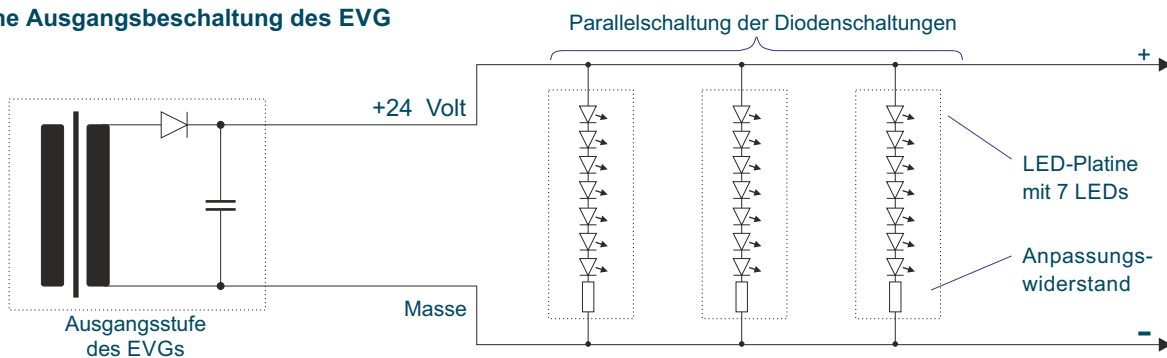 Ausgangsbeschaltung des EVG
Parallelschaltung der Diodenschaltungen
+
+24 Volt
LED-Platine
mit 7 LEDs
Anpassungs-
widerstand
Masse
Ausgangsstufe
des EVGs
-